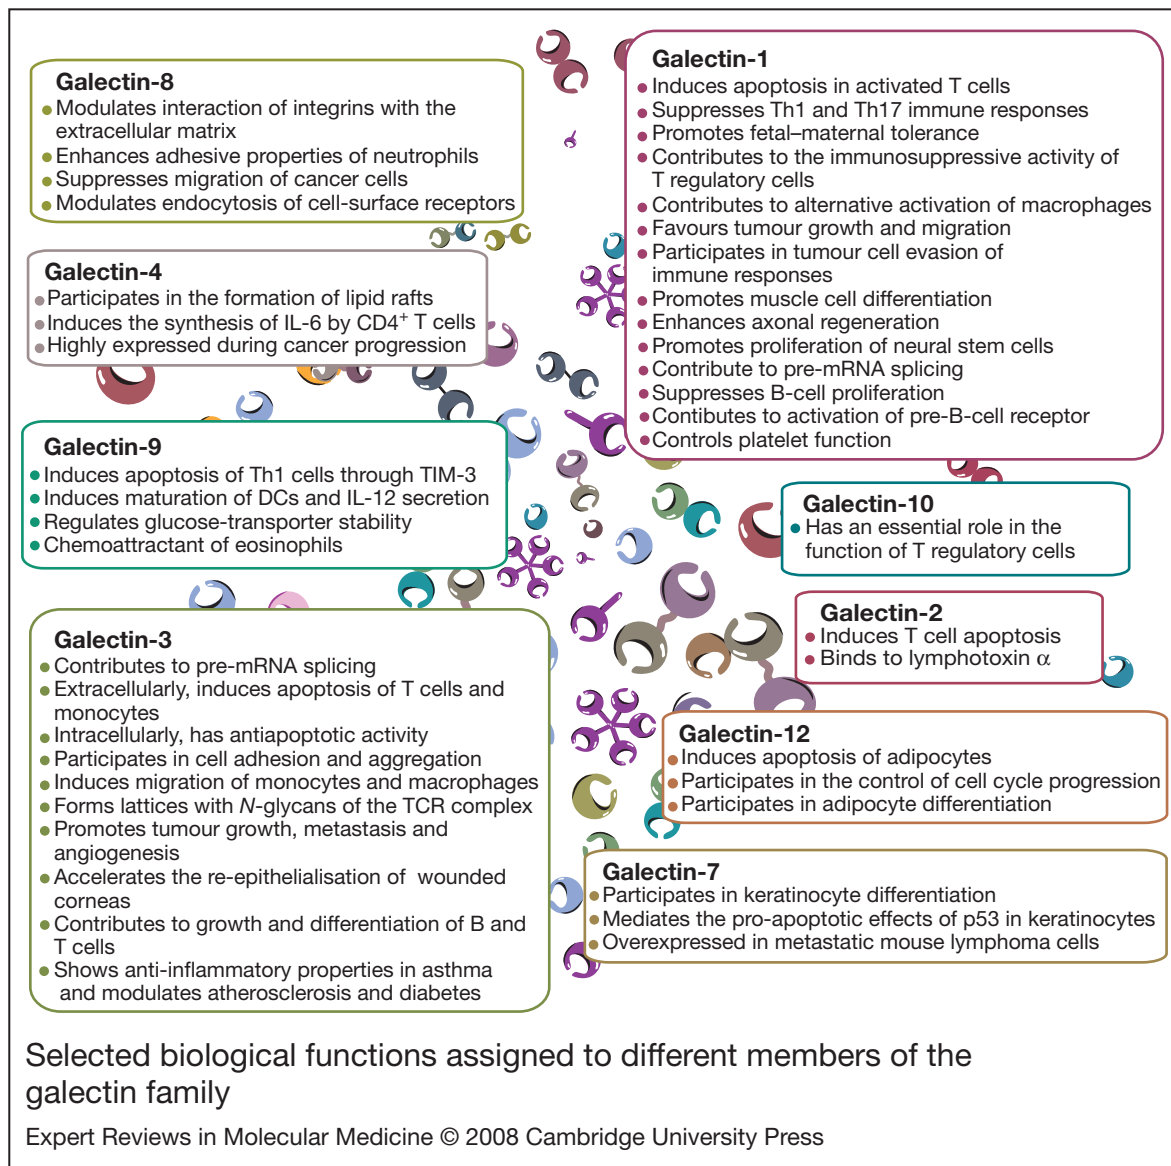 Galectin-8
Modulates interaction of integrins with the
extracellular matrix
Enhances adhesive properties of neutrophils
Suppresses migration of cancer cells
Modulates endocytosis of cell-surface receptors
Galectin-4
Participates in the formation of lipid rafts
Induces the synthesis of IL-6 by CD4⁺ T cells
Highly expressed during cancer progression
Galectin-9
Induces apoptosis of Th1 cells through TIM-3
Induces maturation of DCs and IL-12 secretion
Regulates glucose-transporter stability
Chemoattractant of eosinophils
Galectin-3
Contributes to pre-mRNA splicing
Extracellularly, induces apoptosis of T cells and
monocytes
Intracellularly, has antiapoptotic activity
Participates in cell adhesion and aggregation
Induces migration of monocytes and macrophages
Forms lattices with N-glycans of the TCR complex
Promotes tumour growth, metastasis and
angiogenesis
Accelerates the re-epithelialisation of wounded
corneas
Contributes to growth and differentiation of B and
T cells
Shows anti-inflammatory properties in asthma
and modulates atherosclerosis and diabetes
Galectin-1
Induces apoptosis in activated T cells
Suppresses Th1 and Th17 immune responses
Promotes fetal–maternal tolerance
Contributes to the immunosuppressive activity of
T regulatory cells
Contributes to alternative activation of macrophages
Favours tumour growth and migration
Participates in tumour cell evasion of
immune responses
Promotes muscle cell differentiation
Enhances axonal regeneration
Promotes proliferation of neural stem cells
Contribute to pre-mRNA splicing
Suppresses B-cell proliferation
Contibutes to activation of pre-B-cell receptor
Controls platelet function
Galectin-10
Has an essential role in the
function of T regulatory cells
Galectin-2
Induces T cell apoptosis
Binds to lymphotoxin α
Galectin-12
Induces apoptosis of adipocytes
Participates in the control of cell cycle progression
Participates in adipocyte differentiation
Galectin-7
Participates in keratinocyte differentiation
Mediates the pro-apoptotic effects of p53 in keratinocytes
Overexpressed in metastatic mouse lymphoma cells
Selected biological functions assigned to different members of the
galectin family
Expert Reviews in Molecular Medicine © 2008 Cambridge University Press